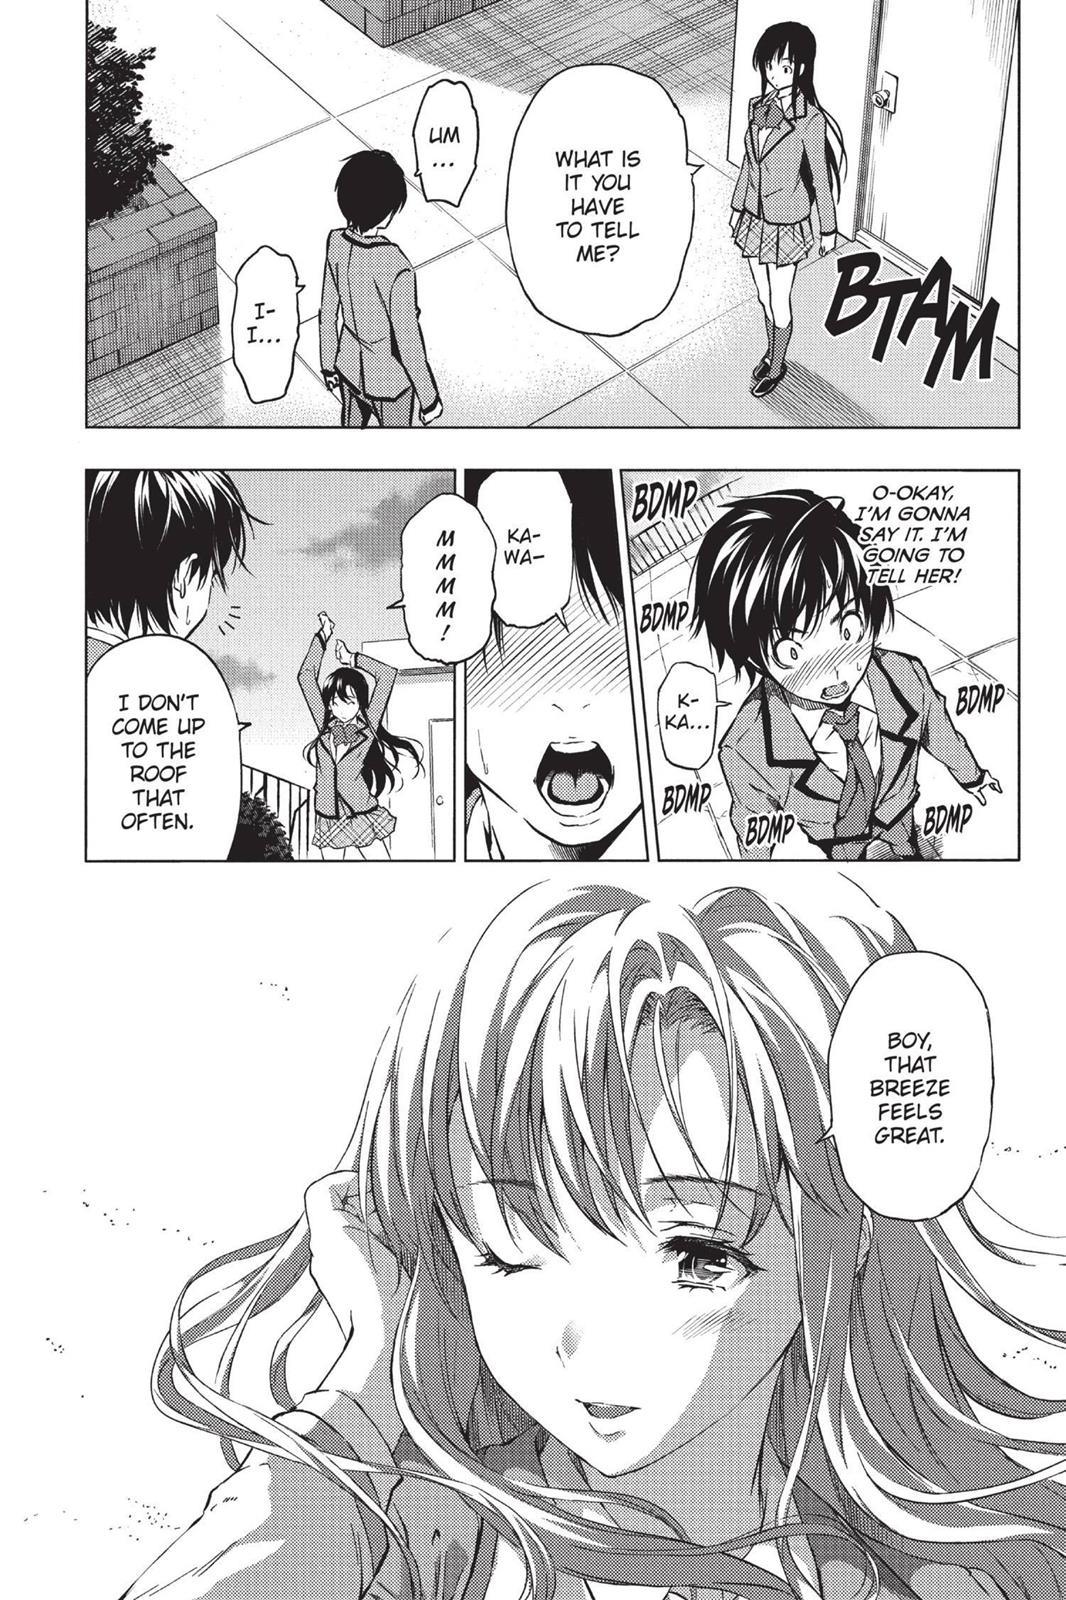 WHAT IS
IT YOU
HAVE
TO TELL
ME?
BTAM
UM
...
I-
I...
O-OKAY,
I'M GONNA
SAY IT. I'M
GOING TO
TELL HER!
BDMP
BDMP
K-
KA...
BDMP
BDMP
BDMP
BDMP
KA-
WA-
MMMMM!
I DON'T
COME UP
TO THE
ROOF
THAT
OFTEN.
BOY,
THAT
BREEZE
FEELS
GREAT.